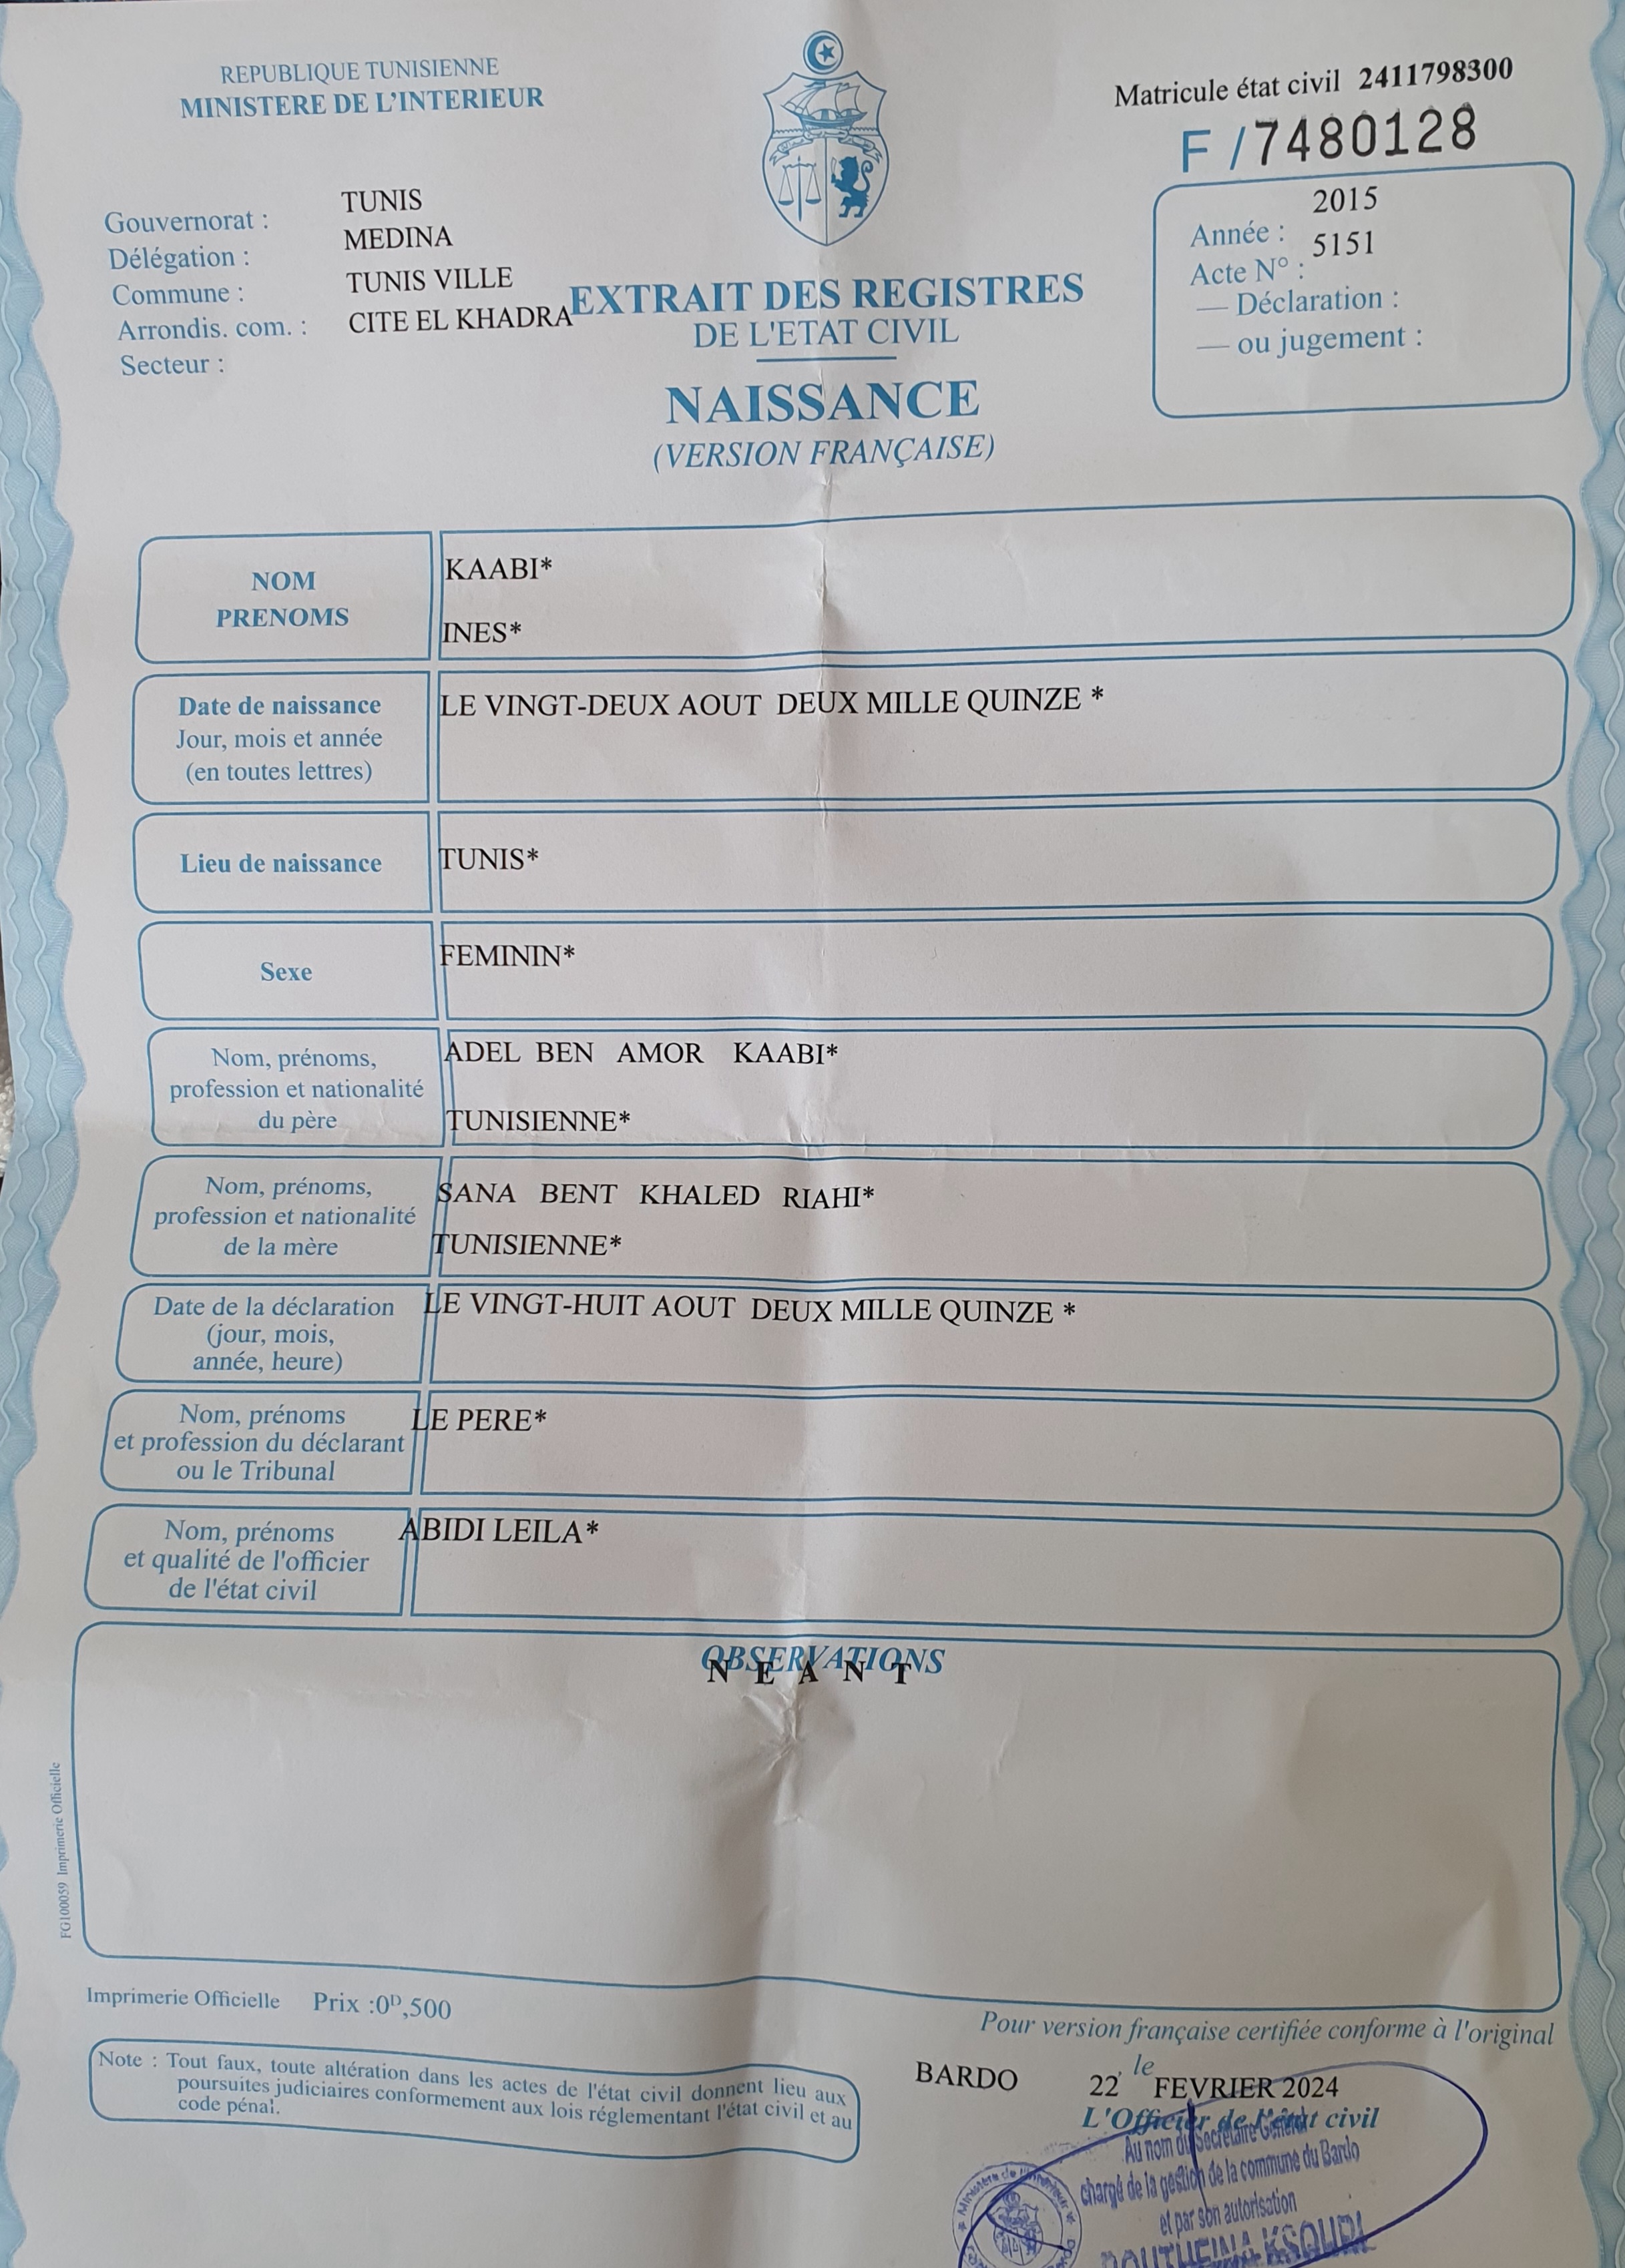 REPUBLIQUE TUNISIENNE
MINISTERE DE L'INTERIEUR
Matricule état civil 2411798300
F / 7480128
Gouvernorat : TUNIS
Délégation : MEDINA
Commune : TUNIS VILLE
Arrondis. com. : CITE EL KHADRA
Secteur :
Année : 2015
Acte N° : 5151
— Déclaration :
— ou jugement :
EXTRAIT DES REGISTRES
DE L'ETAT CIVIL
NAISSANCE
(VERSION FRANÇAISE)
NOM KAABI*
PRENOMS INES*
Date de naissance LE VINGT-DEUX AOUT DEUX MILLE QUINZE *
Jour, mois et année
(en toutes lettres)
Lieu de naissance TUNIS*
Sexe FEMININ*
Nom, prénoms, ADEL BEN AMOR KAABI*
profession et nationalité
du père TUNISIENNE*
Nom, prénoms, SANA BENT KHALED RIAHI*
profession et nationalité
de la mère TUNISIENNE*
Date de la déclaration LE VINGT-HUIT AOUT DEUX MILLE QUINZE *
(jour, mois,
année, heure)
Nom, prénoms LE PERE*
et profession du déclarant
ou le Tribunal
Nom, prénoms ABIDI LEILA*
et qualité de l'officier
de l'état civil
OBSERVATIONS
N E A N T
FG100059 Imprimerie Officielle
Imprimerie Officielle Prix :0D,500
Note : Tout faux, toute altération dans les actes de l'état civil donnent lieu aux
poursuites judiciaires conformement aux lois réglementant l'état civil et au
code pénal.
Pour version française certifiée conforme à l'original
BARDO 22 le FEVRIER 2024
L'Officier de l'état civil
Au nom du Secrétaire Général
chargé de la gestion de la commune du Bardo
et par son autorisation
BOUTHEINA KSOURI